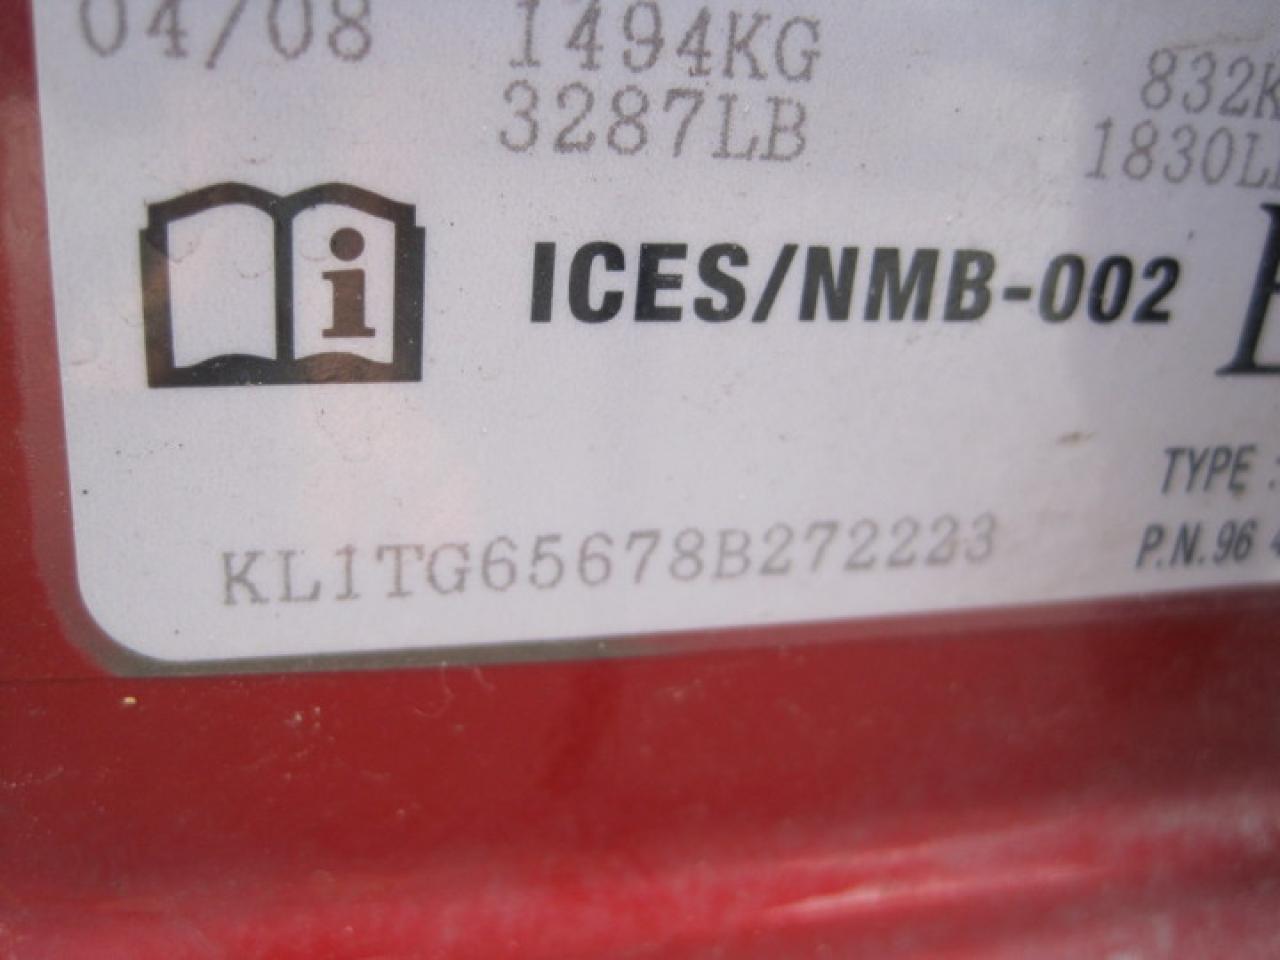 04/08 1494KG 832K
3287LB 1830L
i
ICES/NMB-002
TYPE :
KL1TG65678B272223
P.N. 96